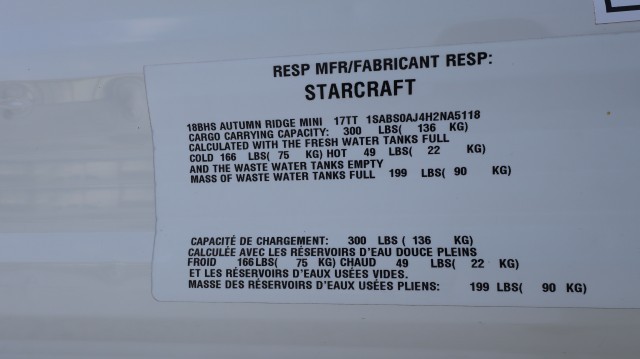 RESP MFR/FABRICANT RESP:
STARCRAFT
18BHS AUTUMN RIDGE MINI 17TT 1SABS0AJ4H2NA5118
CARGO CARRYING CAPACITY: 300 LBS( 136 KG)
CALCULATED WITH THE FRESH WATER TANKS FULL
COLD 166 LBS( 75 KG) HOT 49 LBS( 22 KG)
AND THE WASTE WATER TANKS EMPTY
MASS OF WASTE WATER TANKS FULL 199 LBS( 90 KG)
CAPACITÉ DE CHARGEMENT: 300 LBS ( 136 KG)
CALCULÉE AVEC LES RÉSERVOIRS D'EAU DOUCE PLEINS
FROID 166 LBS( 75 KG) CHAUD 49 LBS( 22 KG)
ET LES RÉSERVOIRS D'EAUX USÉES VIDES.
MASSE DES RÉSERVOIRS D'EAUX USÉES PLIENS: 199 LBS( 90 KG)